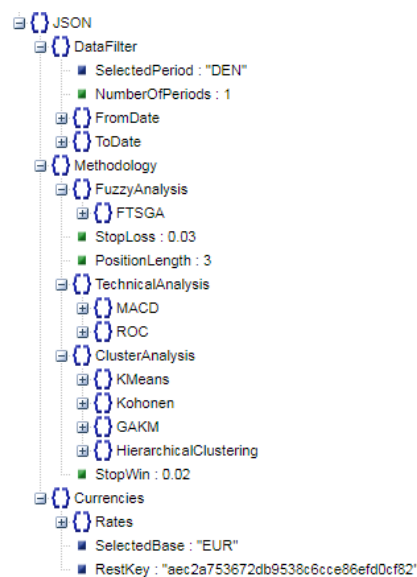 JSON
DataFilter
SelectedPeriod : "DEN"
NumberOfPeriods : 1
FromDate
ToDate
Methodology
FuzzyAnalysis
FTSGA
StopLoss : 0.03
PositionLength : 3
TechnicalAnalysis
MACD
ROC
ClusterAnalysis
KMeans
Kohonen
GAKM
HierarchicalClustering
StopWin : 0.02
Currencies
Rates
SelectedBase : "EUR"
RestKey : "aec2a753672db9538c6cce86efd0cf82"